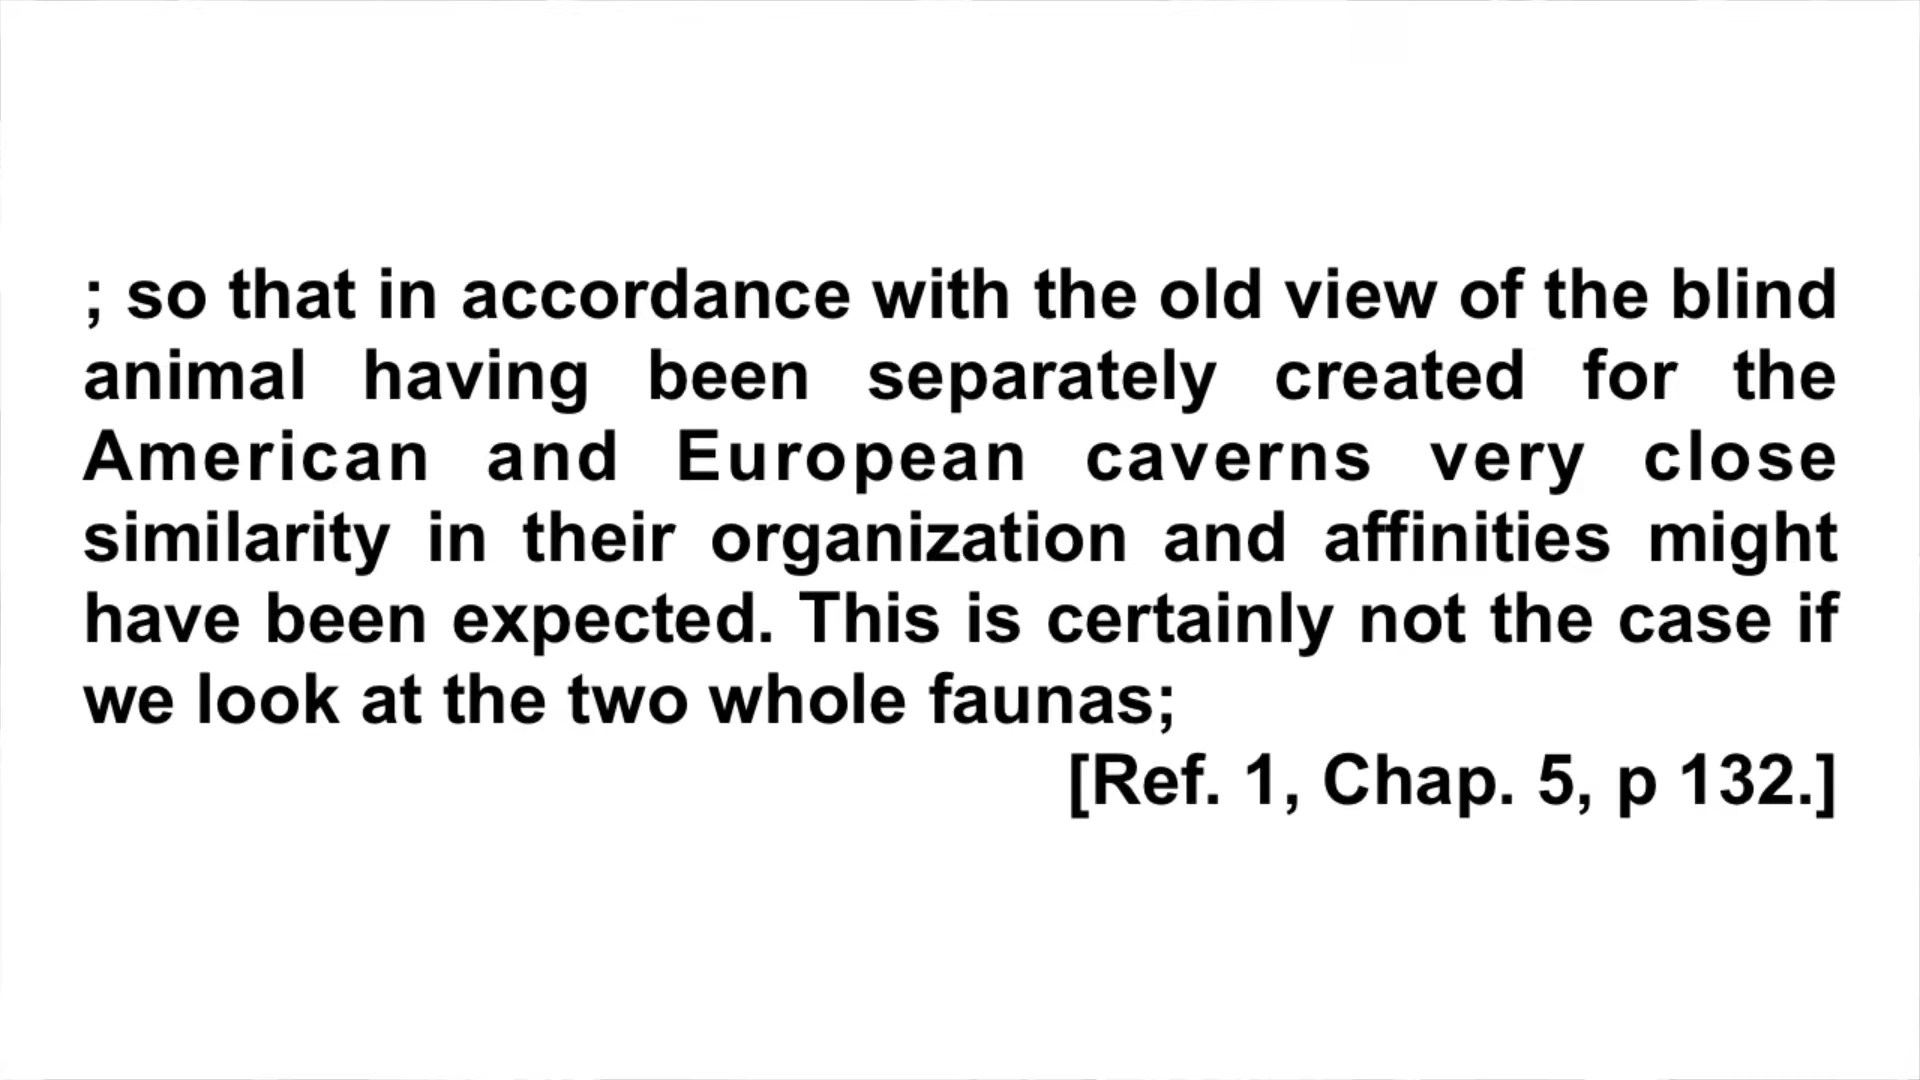 ; so that in accordance with the old view of the blind
animal having been separately created for the
American and European caverns very close
similarity in their organization and affinities might
have been expected. This is certainly not the case if
we look at the two whole faunas;
[Ref. 1, Chap. 5, p 132.]